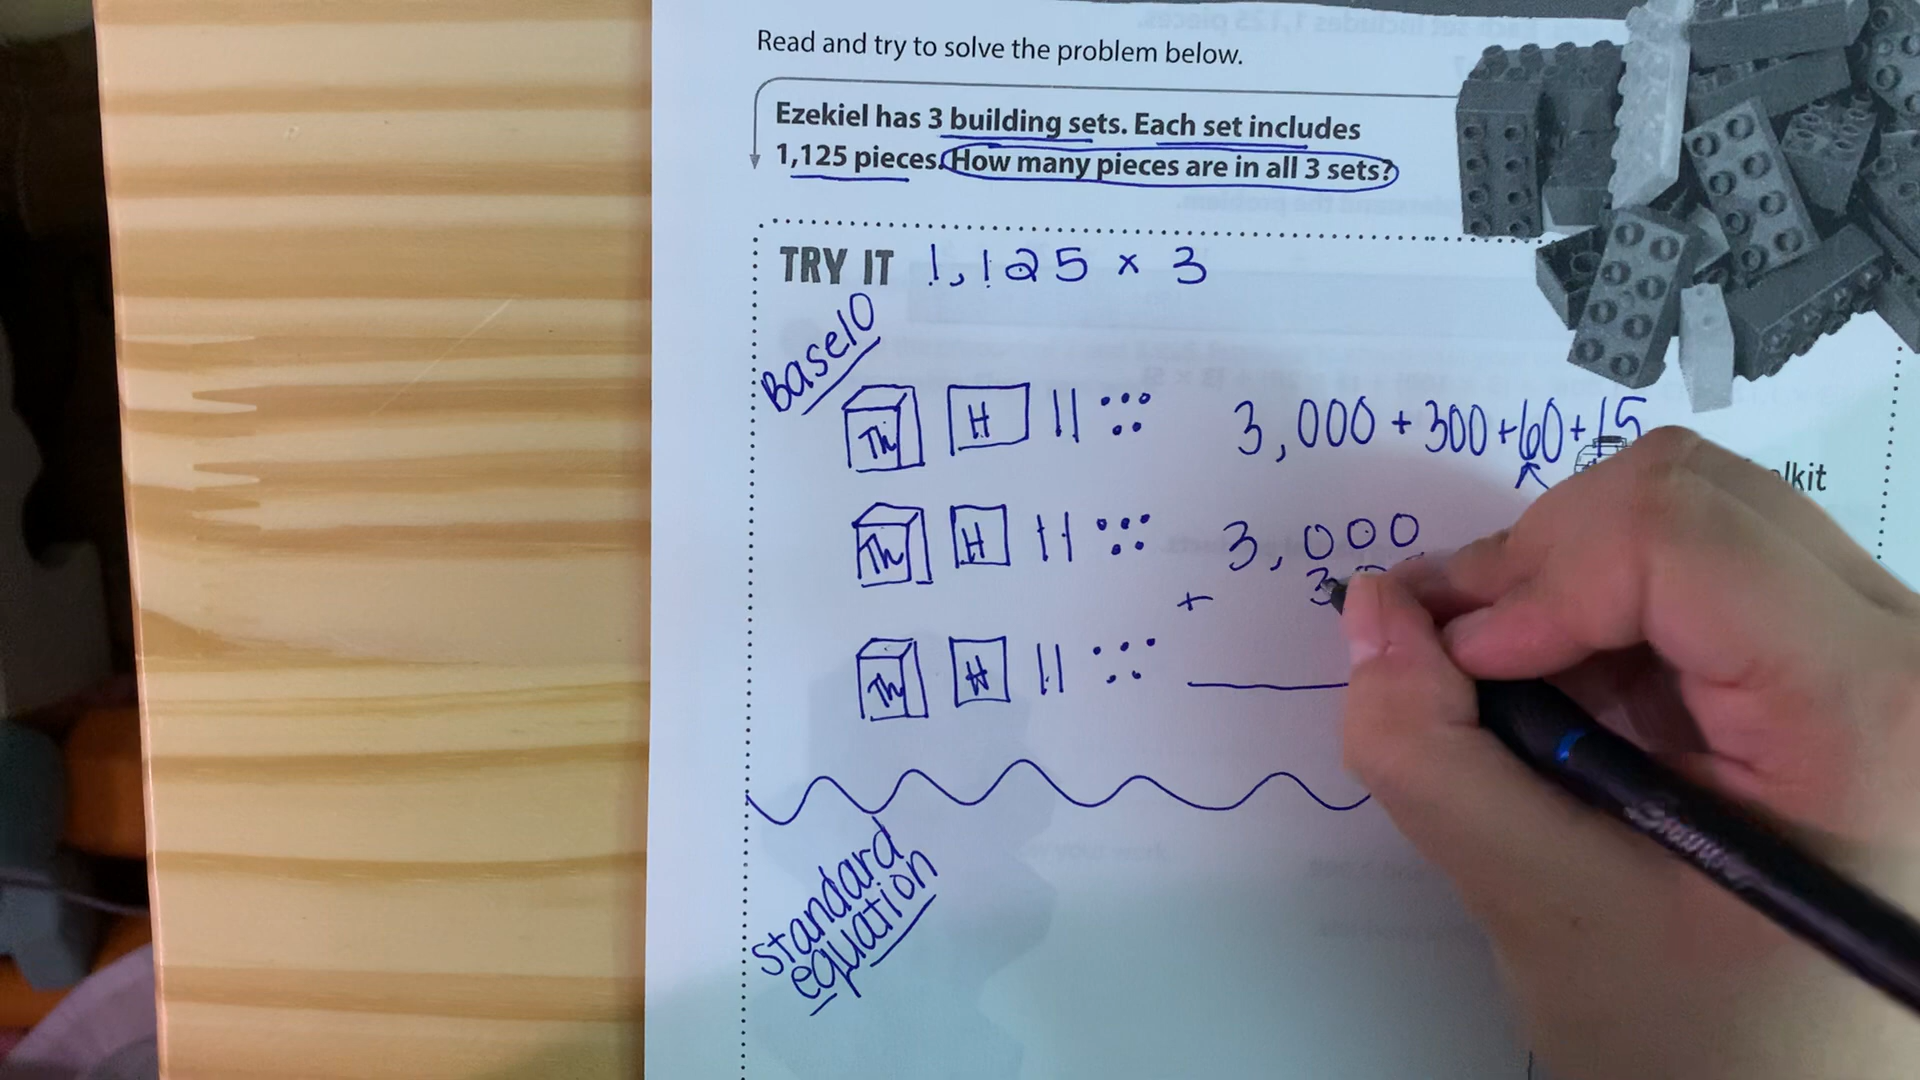 Read and try to solve the problem below.
Ezekiel has 3 building sets. Each set includes
1,125 pieces. How many pieces are in all 3 sets?
TRY IT 1,125 × 3
Base10
Th H 3,000 + 300 + 60 + 15
lkit
Th H 3,000
+ 3
Th H
Standard
equation